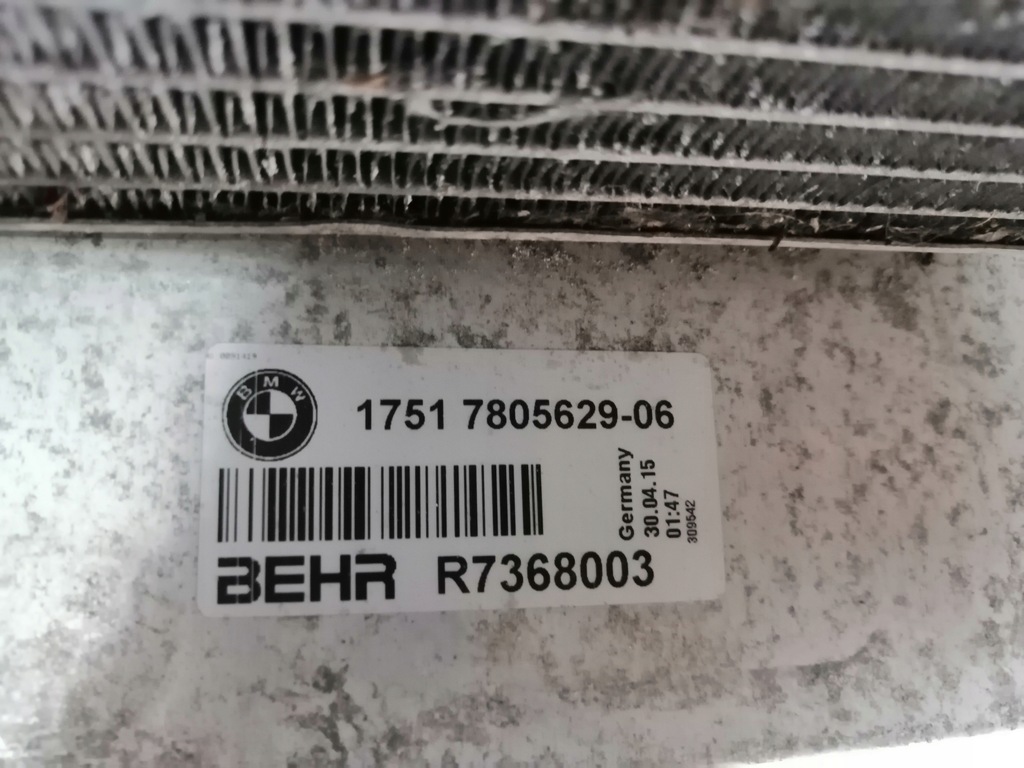 BMW
1751 7805629-06
Germany
30.04.15
01:47
309542
BEHR R7368003